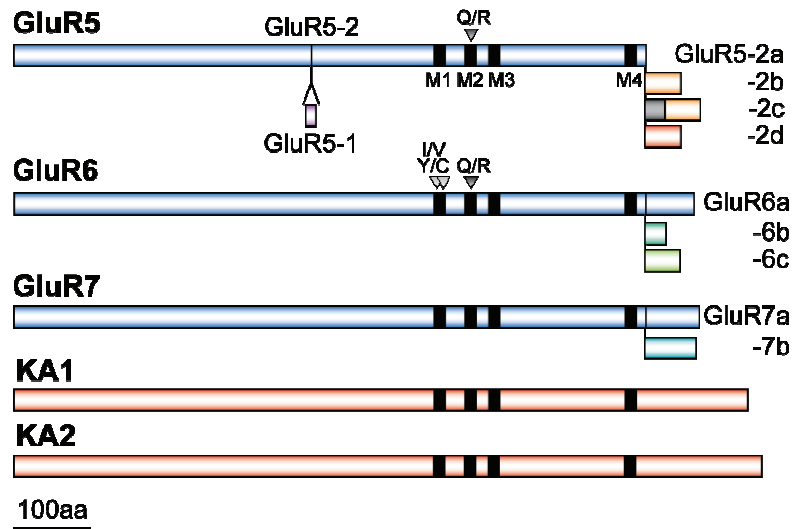 GluR5
GluR5-2
Q/R
GluR5-2a
M1 M2 M3
M4
-2b
-2c
-2d
GluR5-1
GluR6
I/V
Y/C Q/R
GluR6a
-6b
-6c
GluR7
GluR7a
-7b
KA1
KA2
100aa